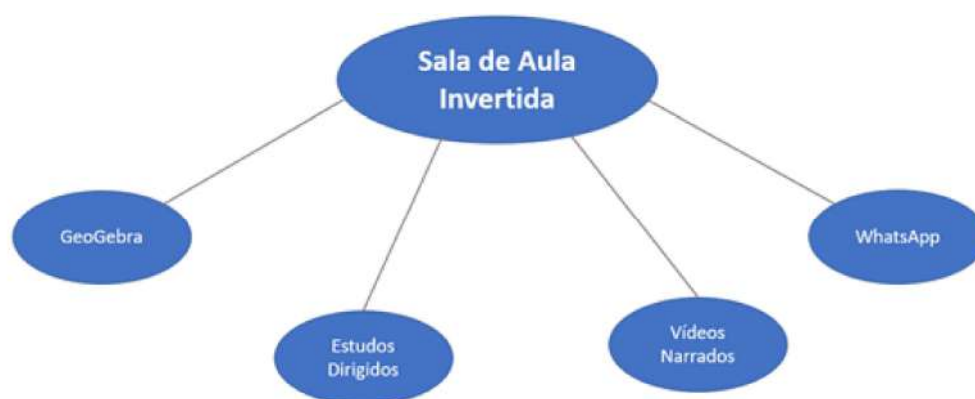 Sala de Aula
Invertida
GeoGebra
WhatsApp
Estudos
Dirigidos
Vídeos
Narrados